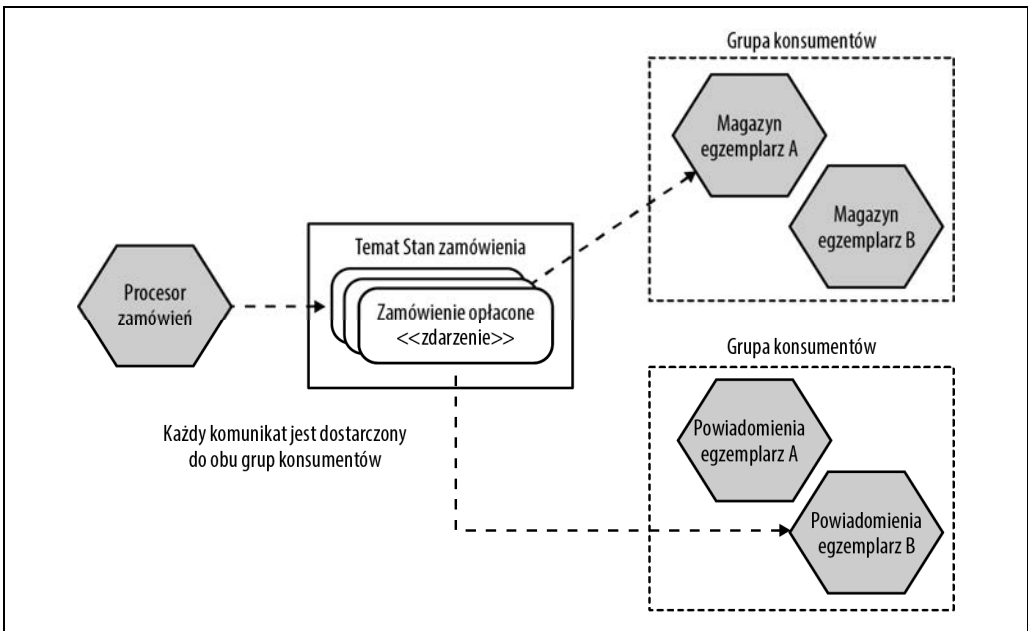 Grupa konsumentów
Magazyn
egzemplarz A
Magazyn
egzemplarz B
Temat Stan zamówienia
Procesor
zamówień
Zamówienie opłacone
<<zdarzenie>>
Grupa konsumentów
Każdy komunikat jest dostarczony
do obu grup konsumentów
Powiadomienia
egzemplarz A
Powiadomienia
egzemplarz B